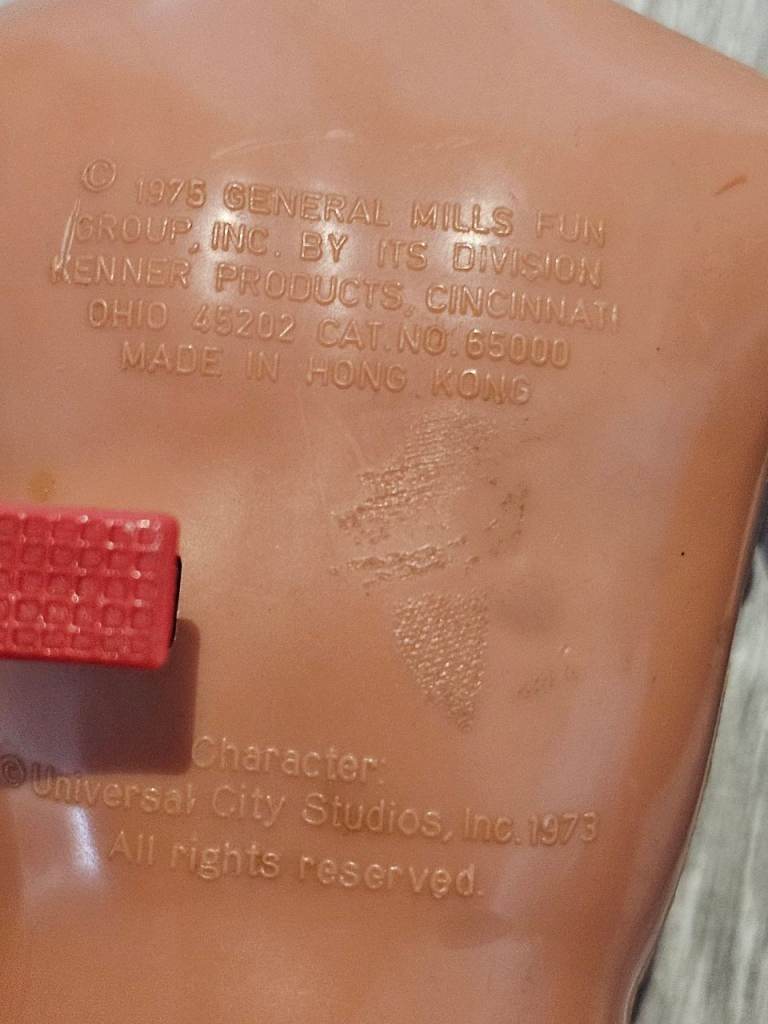 © 1975 GENERAL MILLS FUN
GROUP, INC. BY ITS DIVISION
KENNER PRODUCTS, CINCINNATI
OHIO 45202 CAT. NO. 65000
MADE IN HONG KONG
Character:
© Universal City Studios, Inc. 1973
All rights reserved.